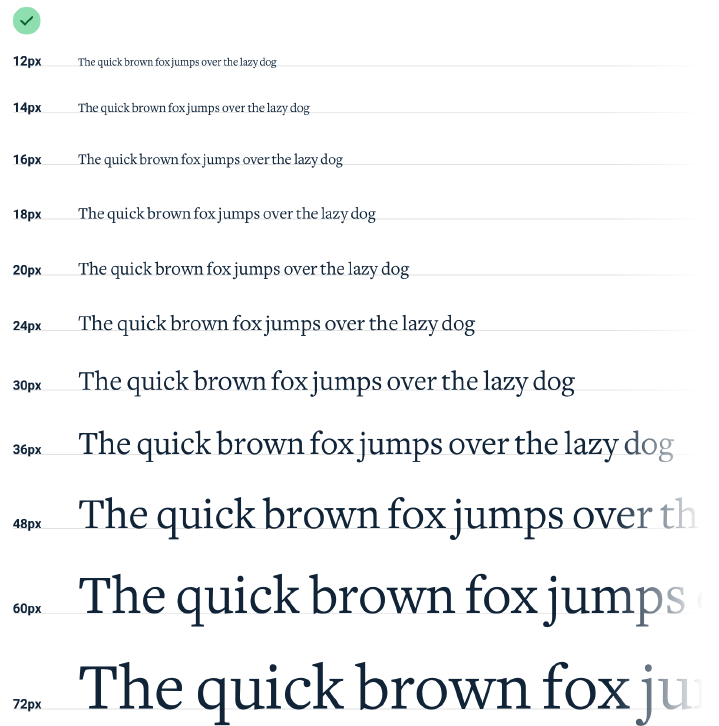 12px The quick brown fox jumps over the lazy dog
14px The quick brown fox jumps over the lazy dog
16px The quick brown fox jumps over the lazy dog
18px The quick brown fox jumps over the lazy dog
20px The quick brown fox jumps over the lazy dog
24px The quick brown fox jumps over the lazy dog
30px The quick brown fox jumps over the lazy dog
36px The quick brown fox jumps over the lazy dog
48px The quick brown fox jumps over th
60px The quick brown fox jumps
72px The quick brown fox ju